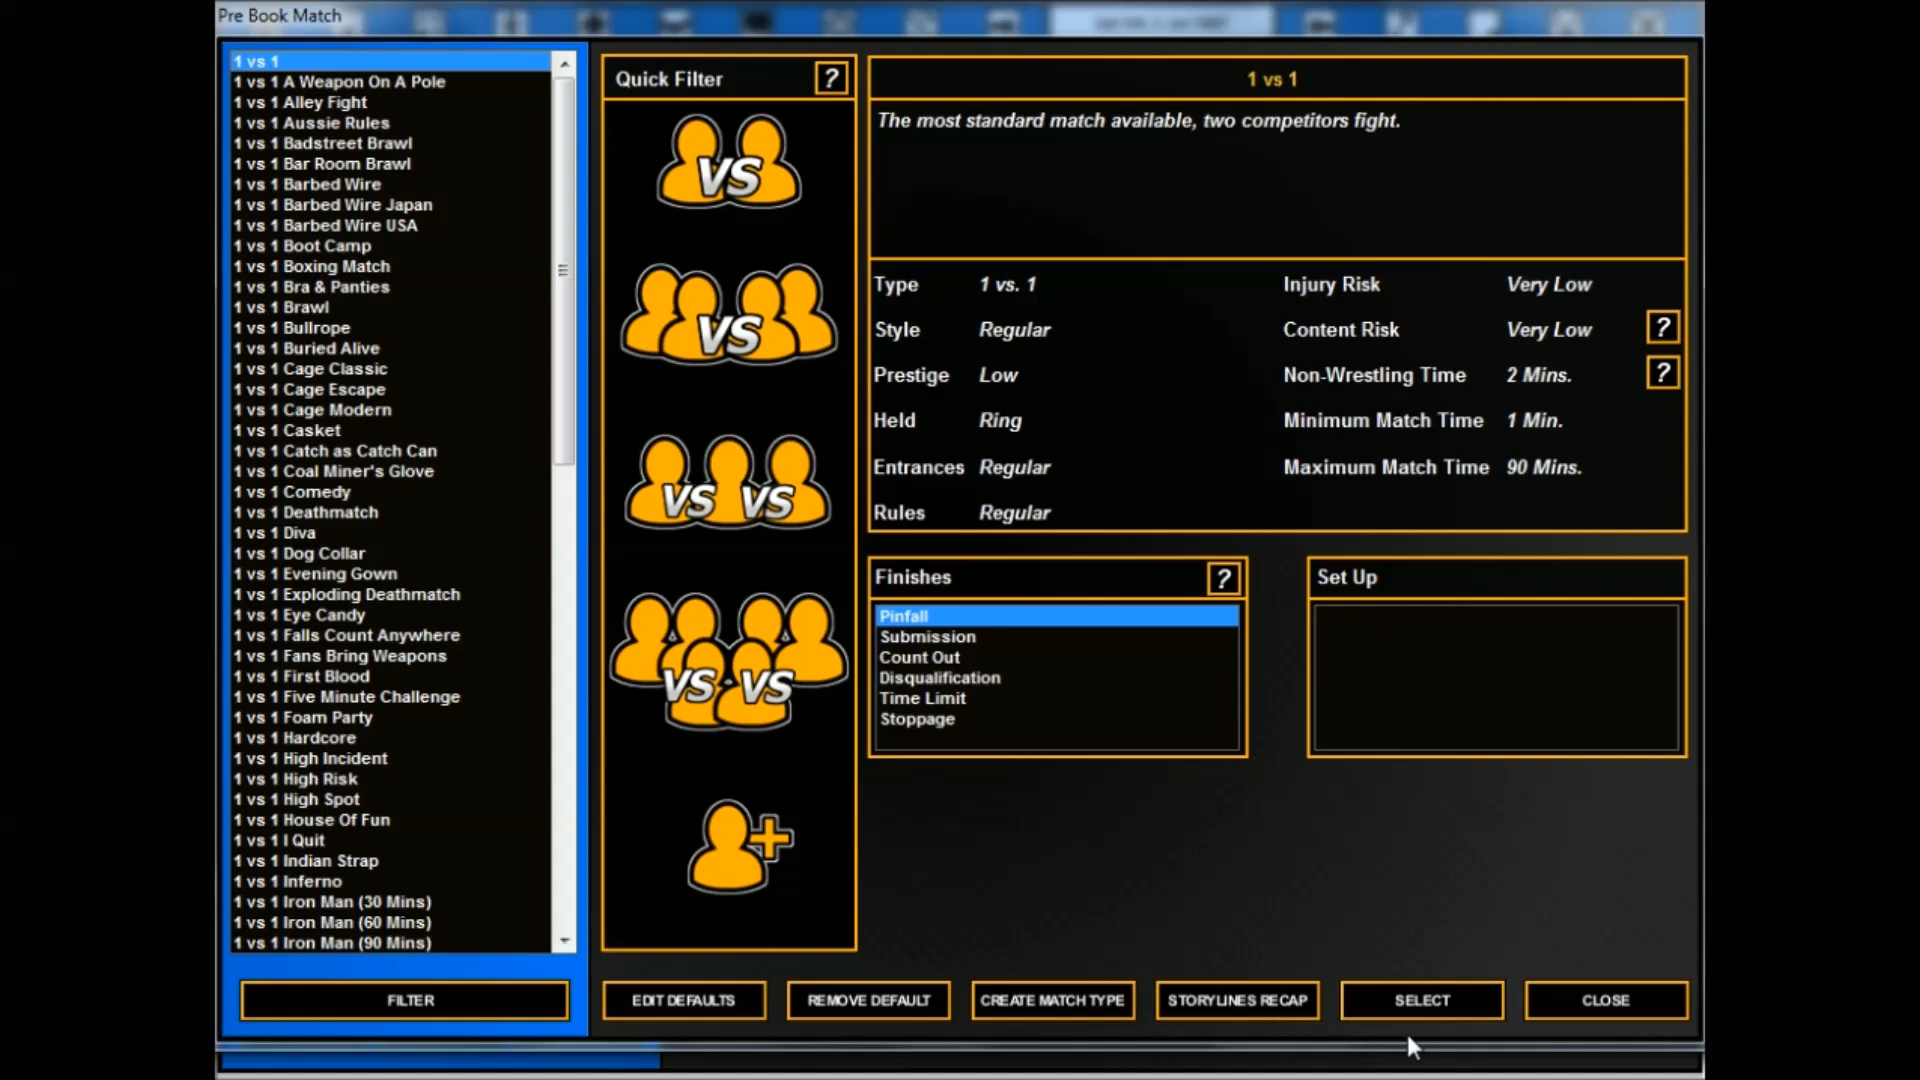 Pre Book Match
1 vs 1
1 vs 1 A Weapon On A Pole
1 vs 1 Alley Fight
1 vs 1 Aussie Rules
1 vs 1 Badstreet Brawl
1 vs 1 Bar Room Brawl
1 vs 1 Barbed Wire
1 vs 1 Barbed Wire Japan
1 vs 1 Barbed Wire USA
1 vs 1 Boot Camp
1 vs 1 Boxing Match
1 vs 1 Bra & Panties
1 vs 1 Brawl
1 vs 1 Bullrope
1 vs 1 Buried Alive
1 vs 1 Cage Classic
1 vs 1 Cage Escape
1 vs 1 Cage Modern
1 vs 1 Casket
1 vs 1 Catch as Catch Can
1 vs 1 Coal Miner's Glove
1 vs 1 Comedy
1 vs 1 Deathmatch
1 vs 1 Diva
1 vs 1 Dog Collar
1 vs 1 Evening Gown
1 vs 1 Exploding Deathmatch
1 vs 1 Eye Candy
1 vs 1 Falls Count Anywhere
1 vs 1 Fans Bring Weapons
1 vs 1 First Blood
1 vs 1 Five Minute Challenge
1 vs 1 Foam Party
1 vs 1 Hardcore
1 vs 1 High Incident
1 vs 1 High Risk
1 vs 1 High Spot
1 vs 1 House Of Fun
1 vs 1 I Quit
1 vs 1 Indian Strap
1 vs 1 Inferno
1 vs 1 Iron Man (30 Mins)
1 vs 1 Iron Man (60 Mins)
1 vs 1 Iron Man (90 Mins)
FILTER
Quick Filter ?
VS
VS
VS VS
VS VS
1 vs 1
The most standard match available, two competitors fight.
Type 1 vs. 1 Injury Risk Very Low
Style Regular Content Risk Very Low ?
Prestige Low Non-Wrestling Time 2 Mins. ?
Held Ring Minimum Match Time 1 Min.
Entrances Regular Maximum Match Time 90 Mins.
Rules Regular
Finishes ?
Pinfall
Submission
Count Out
Disqualification
Time Limit
Stoppage
Set Up
EDIT DEFAULTS REMOVE DEFAULT CREATE MATCH TYPE STORYLINES RECAP SELECT CLOSE